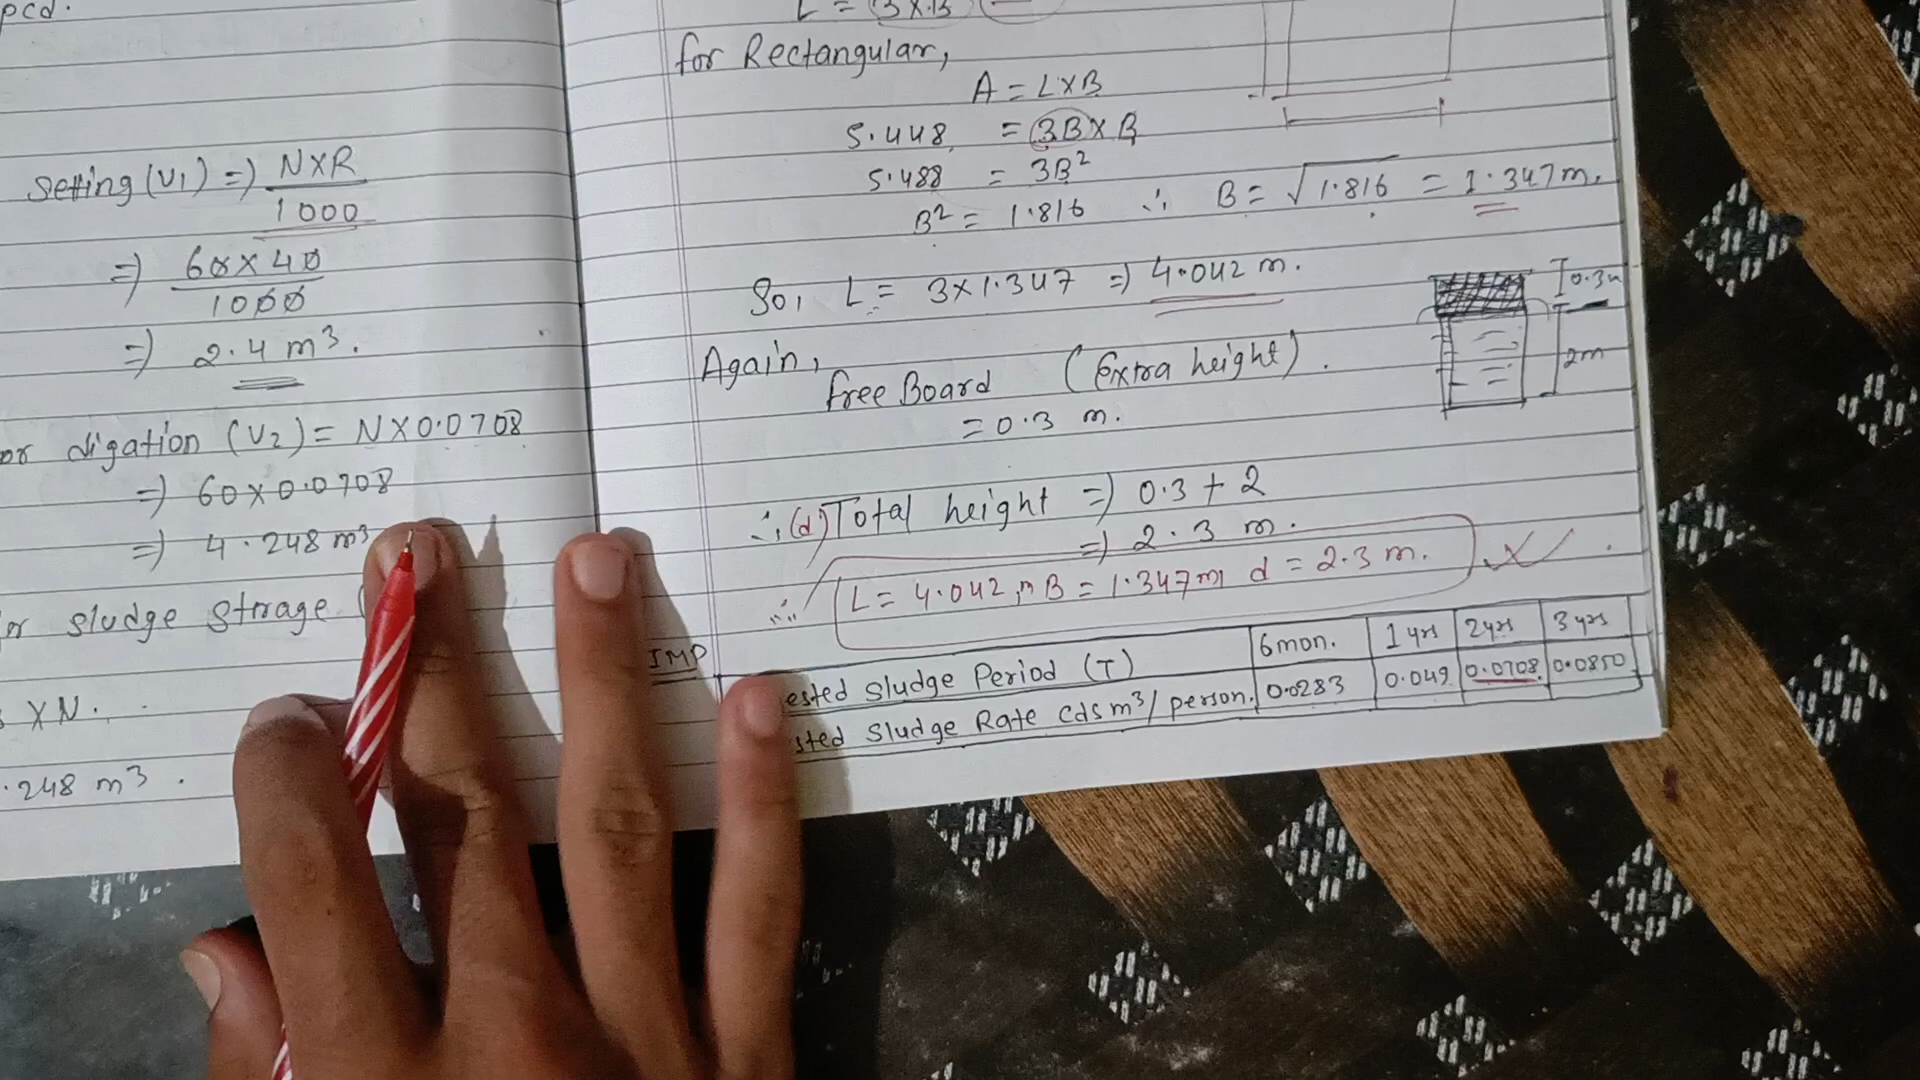 pcd.
Setting (V1) => N×R
1000
=> 60×40
1000
=> 2.4 m³.
or digation (V2) = N×0.0708
=> 60×0.0708
=> 4.248 m³
or sludge Strage (
×N.
.248 m³.
L = 3×B
for Rectangular,
A = L×B
5.448 = 3B×B
5.488 = 3B²
B² = 1.816 ∴ B = √1.816 = 1.347 m.
So, L = 3×1.347 => 4.042 m.
Again,
free Board (Extra height).
= 0.3 m.
I 0.3m
2m
∴ (d) Total height => 0.3 + 2
=> 2.3 m.
∴ L = 4.042, m B = 1.347 m, d = 2.3 m.
IMP
ested sludge Period (T) 6 mon. 1 yrs 2 yrs 3 yrs
sted sludge Rate Cds m³/person. 0.0283 0.049 0.0708 0.0850